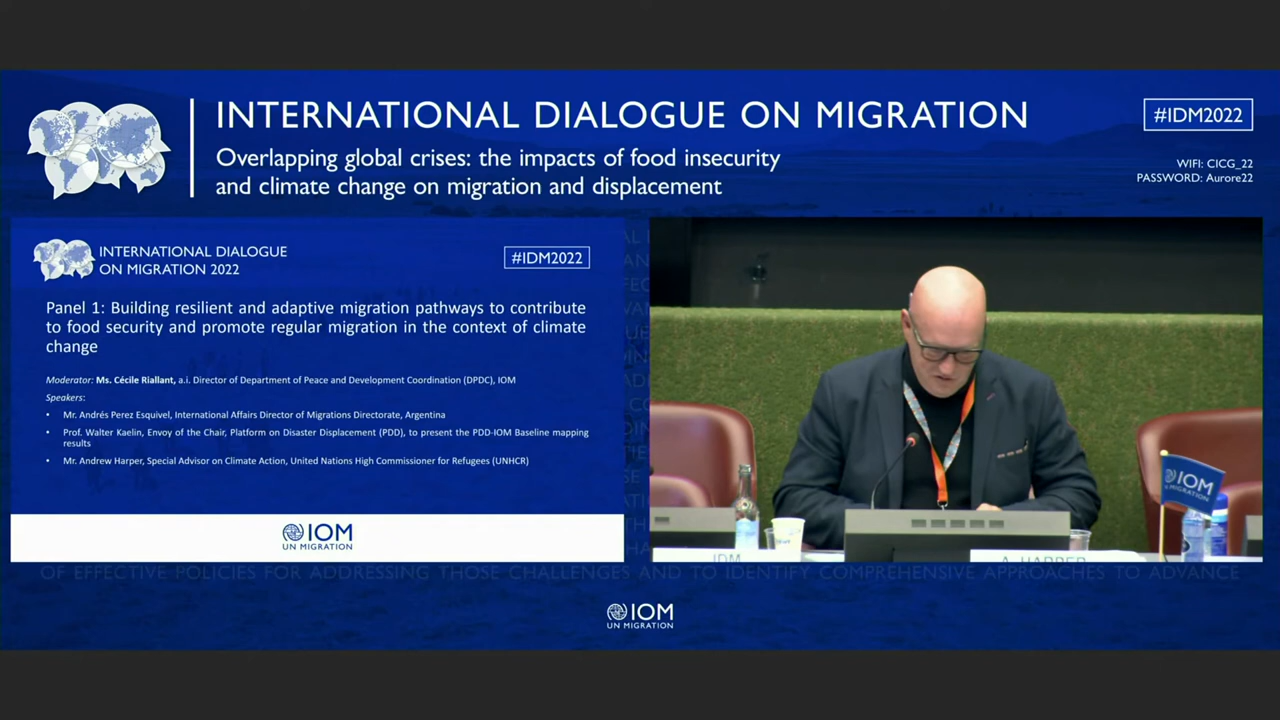 INTERNATIONAL DIALOGUE ON MIGRATION
Overlapping global crises: the impacts of food insecurity
and climate change on migration and displacement
#IDM2022
WIFI: CICG_22
PASSWORD: Aurore22
INTERNATIONAL DIALOGUE
ON MIGRATION 2022
#IDM2022
Panel 1: Building resilient and adaptive migration pathways to contribute
to food security and promote regular migration in the context of climate
change
Moderator: Ms. Cécile Riallant, a.i. Director of Department of Peace and Development Coordination (DPDC), IOM
Speakers:
• Mr. Andrés Perez Esquivel, International Affairs Director of Migrations Directorate, Argentina
• Prof. Walter Kaelin, Envoy of the Chair, Platform on Disaster Displacement (PDD), to present the PDD-IOM Baseline mapping
results
• Mr. Andrew Harper, Special Advisor on Climate Action, United Nations High Commissioner for Refugees (UNHCR)
IOM
UN MIGRATION
IOM
UN MIGRATION
IDM
A. HARPER
OF EFFECTIVE POLICIES FOR ADDRESSING THOSE CHALLENGES AND TO IDENTIFY COMPREHENSIVE APPROACHES TO ADVANCE
IOM
UN MIGRATION